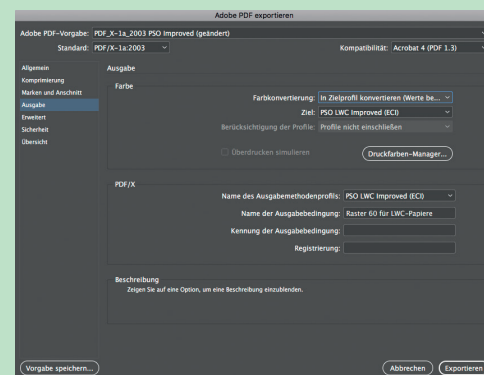 Adobe PDF exportieren
Adobe PDF-Vorgabe: PDF_X-1a_2003 PSO Improved (geändert)
Standard: PDF/X-1a:2003 Kompatibilität: Acrobat 4 (PDF 1.3)
Allgemein
Komprimierung
Marken und Anschnitt
Ausgabe
Erweitert
Sicherheit
Übersicht
Ausgabe
Farbe
Farbkonvertierung: In Zielprofil konvertieren (Werte be...
Ziel: PSO LWC Improved (ECI)
Berücksichtigung der Profile: Profile nicht einschließen
Überdrucken simulieren Druckfarben-Manager...
PDF/X
Name des Ausgabemethodenprofils: PSO LWC Improved (ECI)
Name der Ausgabebedingung: Raster 60 für LWC-Papiere
Kennung der Ausgabebedingung:
Registrierung:
Beschreibung
Zeigen Sie auf eine Option, um eine Beschreibung einzublenden.
Vorgabe speichern... Abbrechen Exportieren